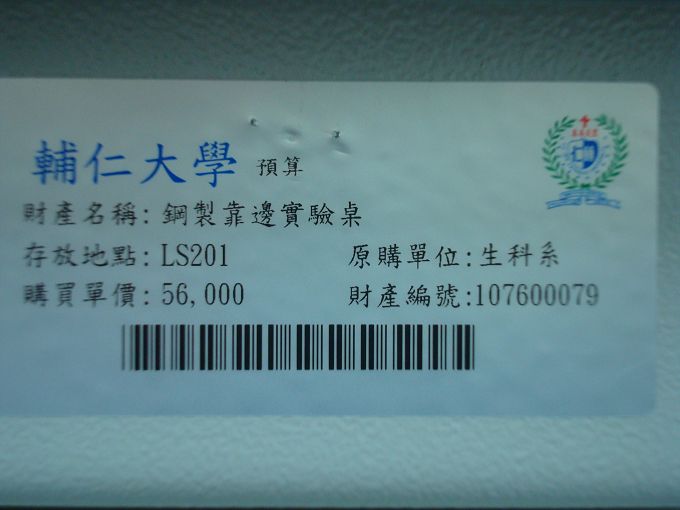 輔仁大學 預算
財產名稱: 鋼製靠邊實驗桌
存放地點: LS201 原購單位: 生科系
購買單價: 56,000 財產編號:107600079